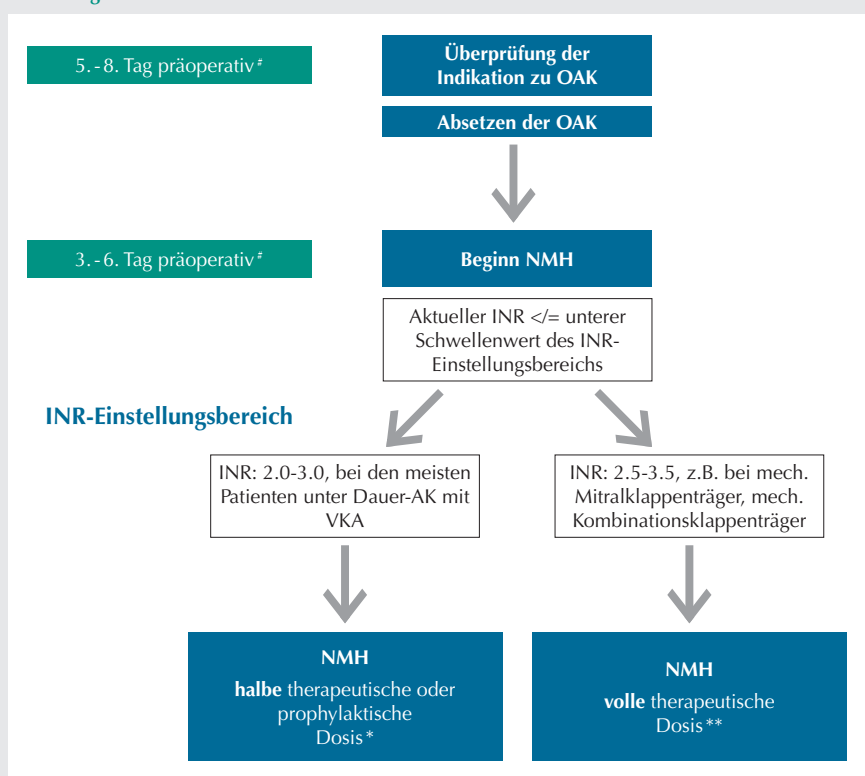 5.-8. Tag präoperativ#
Überprüfung der
Indikation zu OAK
Absetzen der OAK
3.-6. Tag präoperativ#
Beginn NMH
Aktueller INR </= unterer
Schwellenwert des INR-
Einstellungsbereichs
INR-Einstellungsbereich
INR: 2.0-3.0, bei den meisten
Patienten unter Dauer-AK mit
VKA
INR: 2.5-3.5, z.B. bei mech.
Mitralklappenträger, mech.
Kombinationsklappenträger
NMH
halbe therapeutische oder
prophylaktische
Dosis*
NMH
volle therapeutische
Dosis**